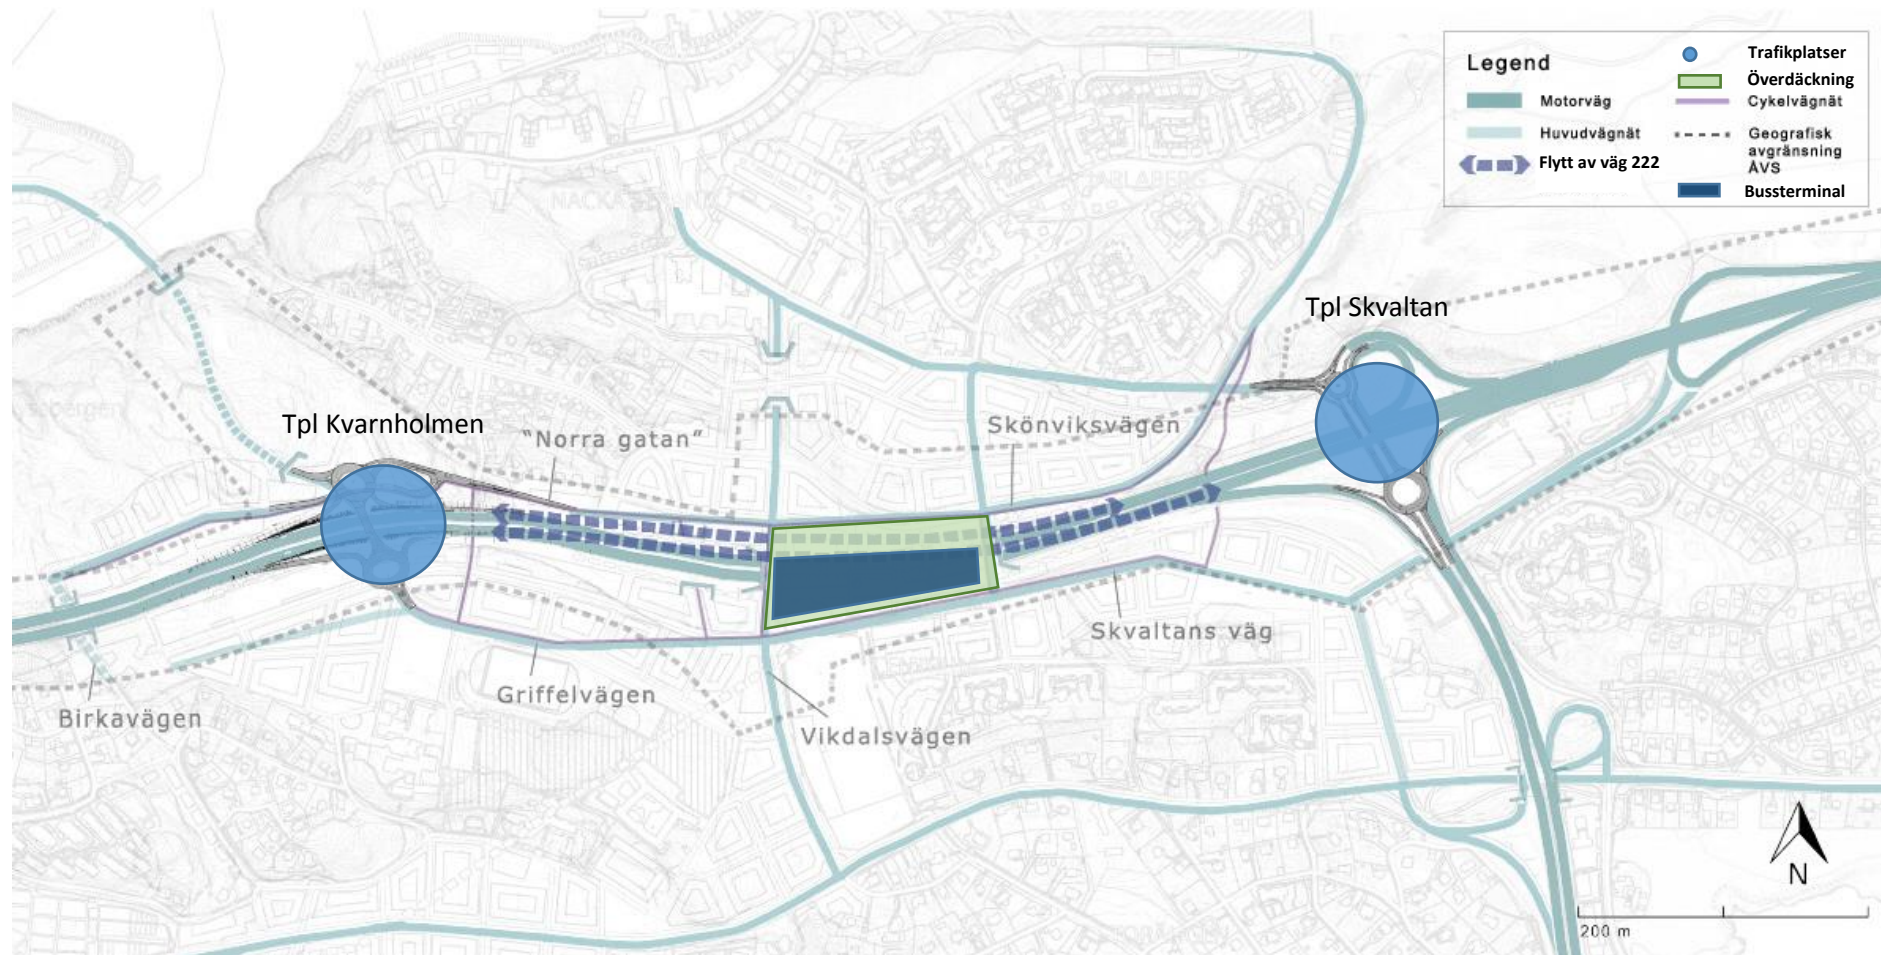 Legend
Trafikplatser
Överdäckning
Motorväg
Cykelvägnät
Huvudvägnät
Geografisk
avgränsning
ÅVS
Flytt av väg 222
Bussterminal
Tpl Skvaltan
Tpl Kvarnholmen
"Norra gatan"
Skönviksvägen
Skvaltans väg
Griffelvägen
Birkavägen
Vikdalsvägen
N
200 m